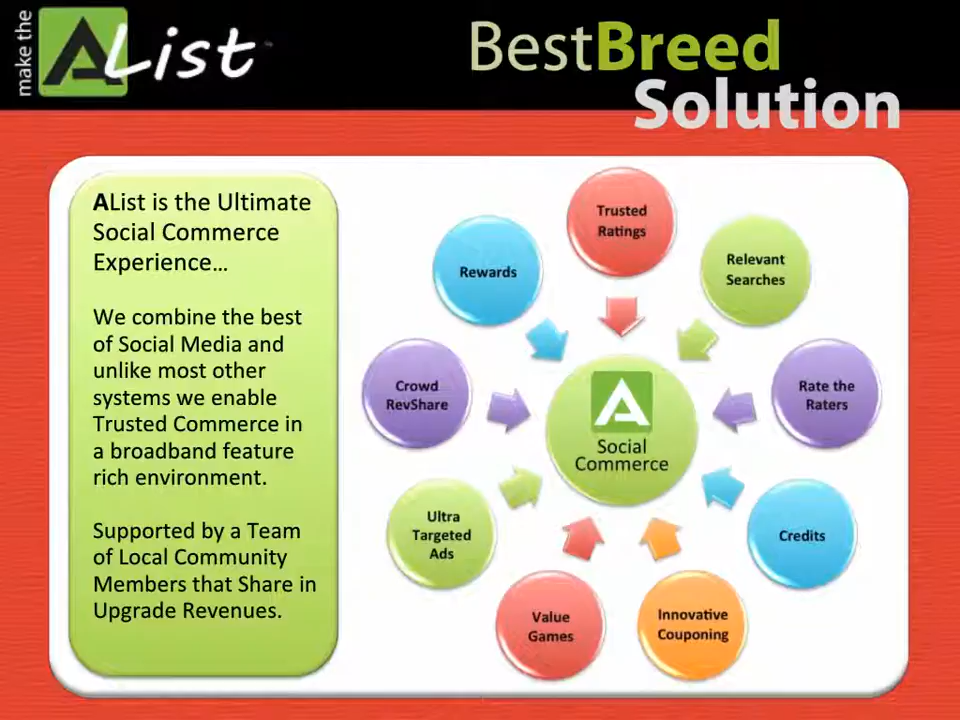 make the
AList™
BestBreed
Solution
AList is the Ultimate
Social Commerce
Experience…
We combine the best
of Social Media and
unlike most other
systems we enable
Trusted Commerce in
a broadband feature
rich environment.
Supported by a Team
of Local Community
Members that Share in
Upgrade Revenues.
Trusted
Ratings
Relevant
Searches
Rate the
Raters
Credits
Innovative
Couponing
Value
Games
Ultra
Targeted
Ads
Crowd
RevShare
Rewards
A
Social
Commerce